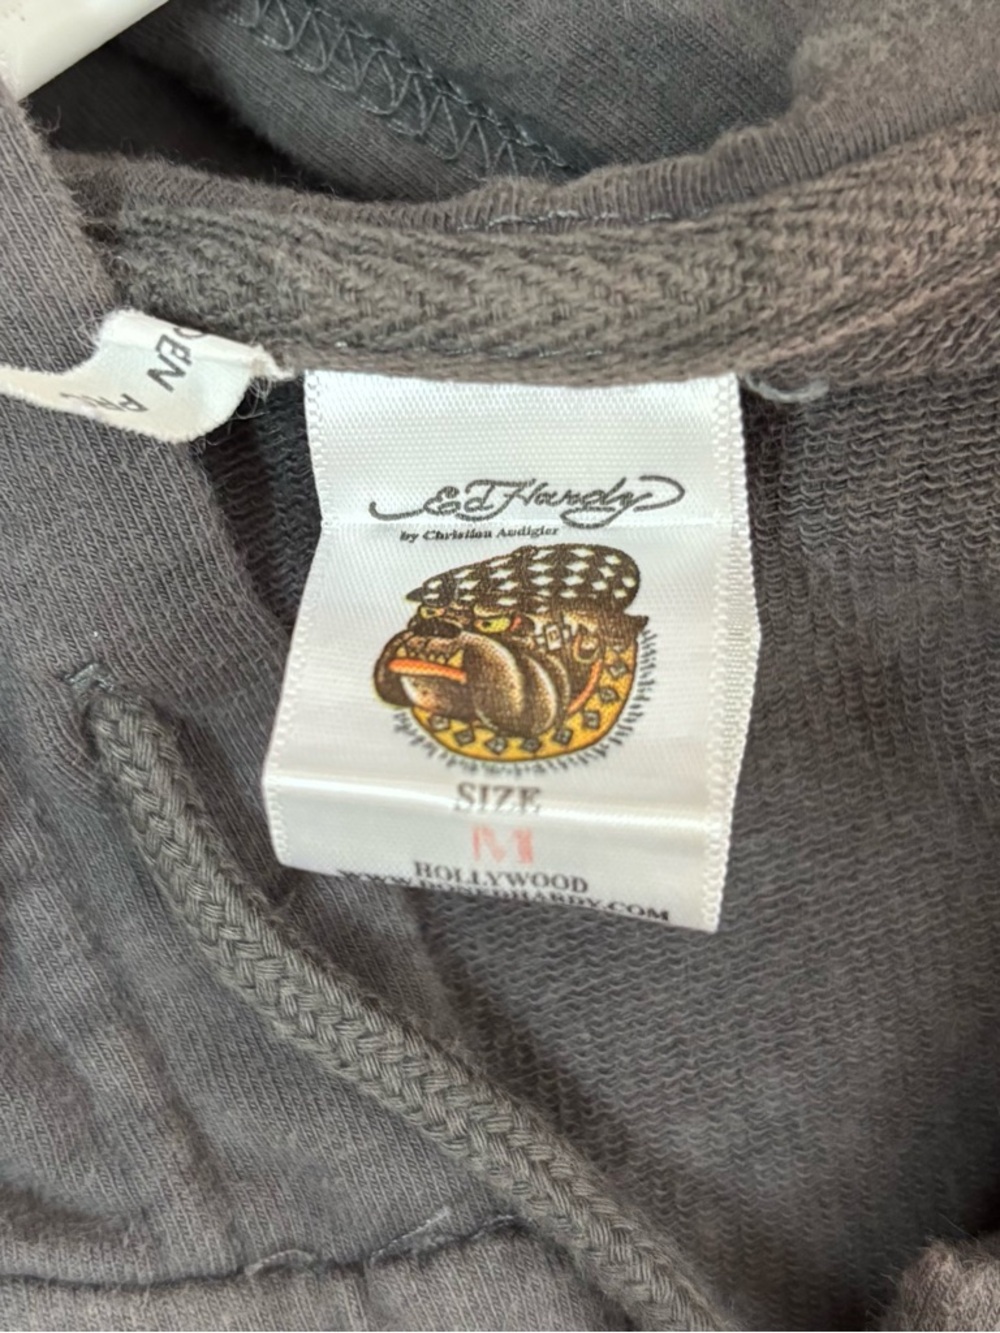 Ed Hardy
by Christian Audigier
SIZE
M
HOLLYWOOD